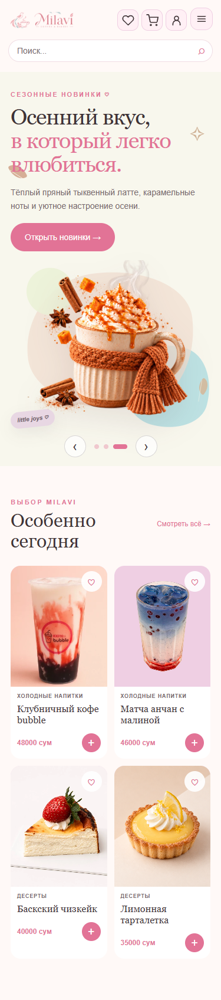 Milavi
Поиск...
СЕЗОННЫЕ НОВИНКИ ♡
Осенний вкус,
в который легко
влюбиться.
Тёплый пряный тыквенный латте, карамельные
ноты и уютное настроение осени.
Открыть новинки →
little joys ♡
‹ ›
ВЫБОР MILAVI
Особенно
сегодня
Смотреть всё →
bubble
ХОЛОДНЫЕ НАПИТКИ
Клубничный кофе
bubble
48000 сум
+
ХОЛОДНЫЕ НАПИТКИ
Матча анчан с
малиной
46000 сум
+
ДЕСЕРТЫ
Баскский чизкейк
40000 сум
+
ДЕСЕРТЫ
Лимонная
тарталетка
35000 сум
+